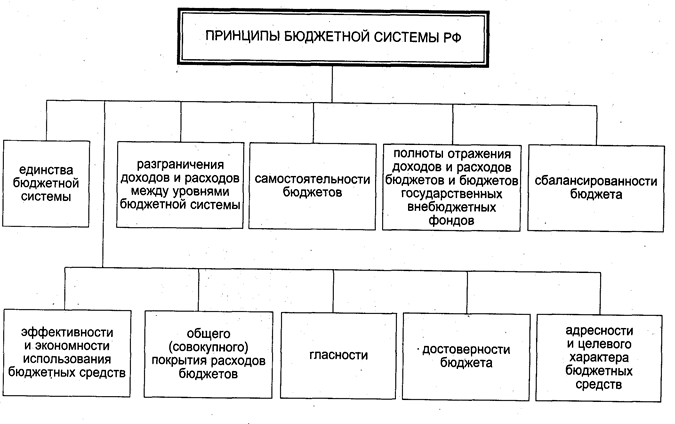 ПРИНЦИПЫ БЮДЖЕТНОЙ СИСТЕМЫ РФ
единства
бюджетной
системы
разграничения
доходов и расходов
между уровнями
бюджетной системы
самостоятельности
бюджетов
полноты отражения
доходов и расходов
бюджетов и бюджетов
государственных
внебюджетных
фондов
сбалансированности
бюджета
эффективности
и экономности
использования
бюджетных средств
общего
(совокупного)
покрытия расходов
бюджетов
гласности
достоверности
бюджета
адресности
и целевого
характера
бюджетных
средств